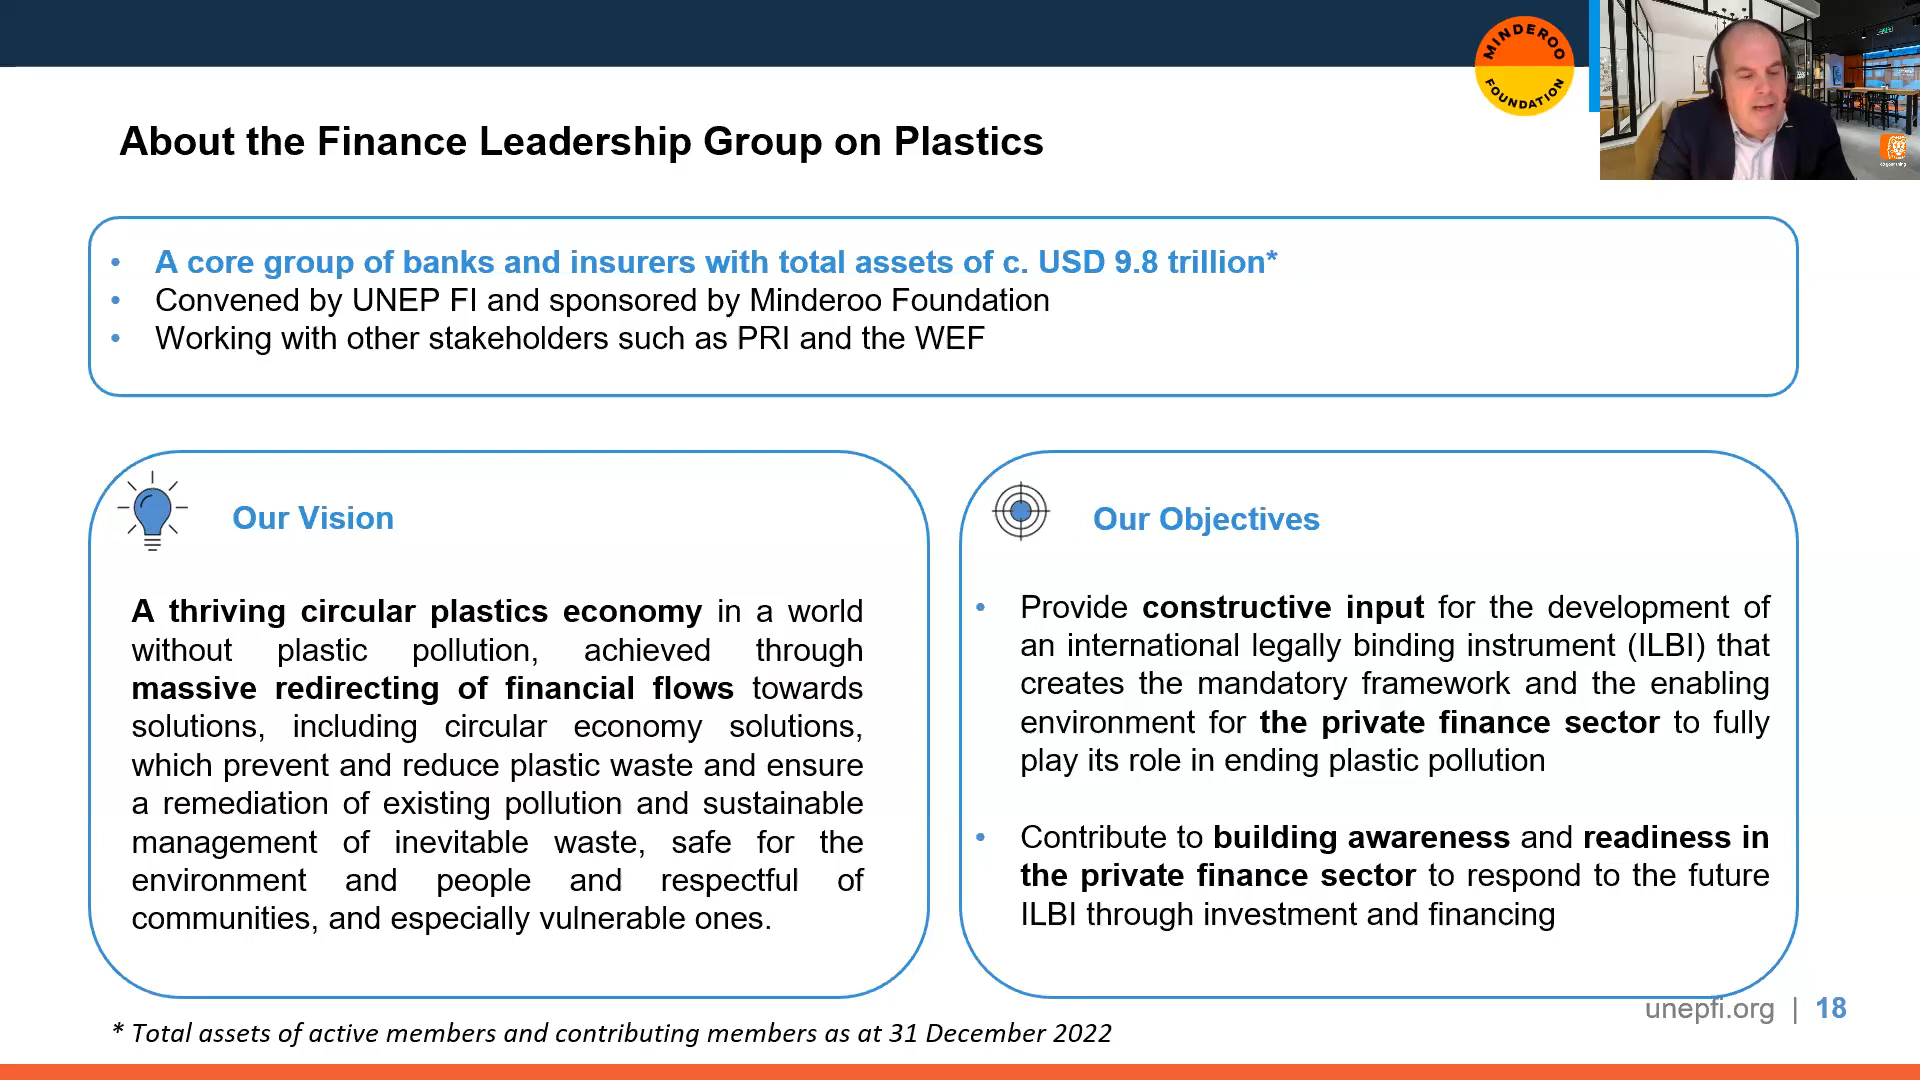 MINDEROO
FOUNDATION
About the Finance Leadership Group on Plastics
• A core group of banks and insurers with total assets of c. USD 9.8 trillion*
• Convened by UNEP FI and sponsored by Minderoo Foundation
• Working with other stakeholders such as PRI and the WEF
Our Vision
A thriving circular plastics economy in a world
without plastic pollution, achieved through
massive redirecting of financial flows towards
solutions, including circular economy solutions,
which prevent and reduce plastic waste and ensure
a remediation of existing pollution and sustainable
management of inevitable waste, safe for the
environment and people and respectful of
communities, and especially vulnerable ones.
Our Objectives
• Provide constructive input for the development of
an international legally binding instrument (ILBI) that
creates the mandatory framework and the enabling
environment for the private finance sector to fully
play its role in ending plastic pollution
• Contribute to building awareness and readiness in
the private finance sector to respond to the future
ILBI through investment and financing
unepfi.org | 18
* Total assets of active members and contributing members as at 31 December 2022